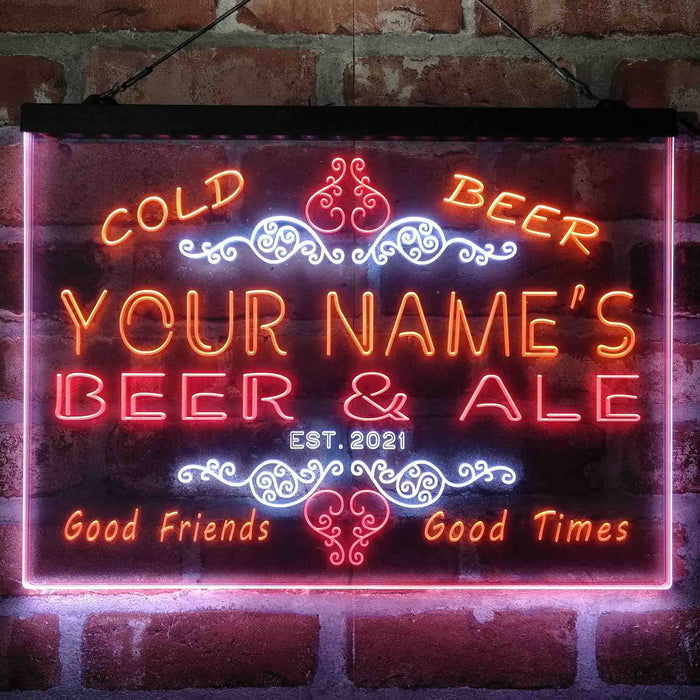 COLD BEER
YOUR NAME'S
BEER & ALE
EST. 2021
Good Friends Good Times